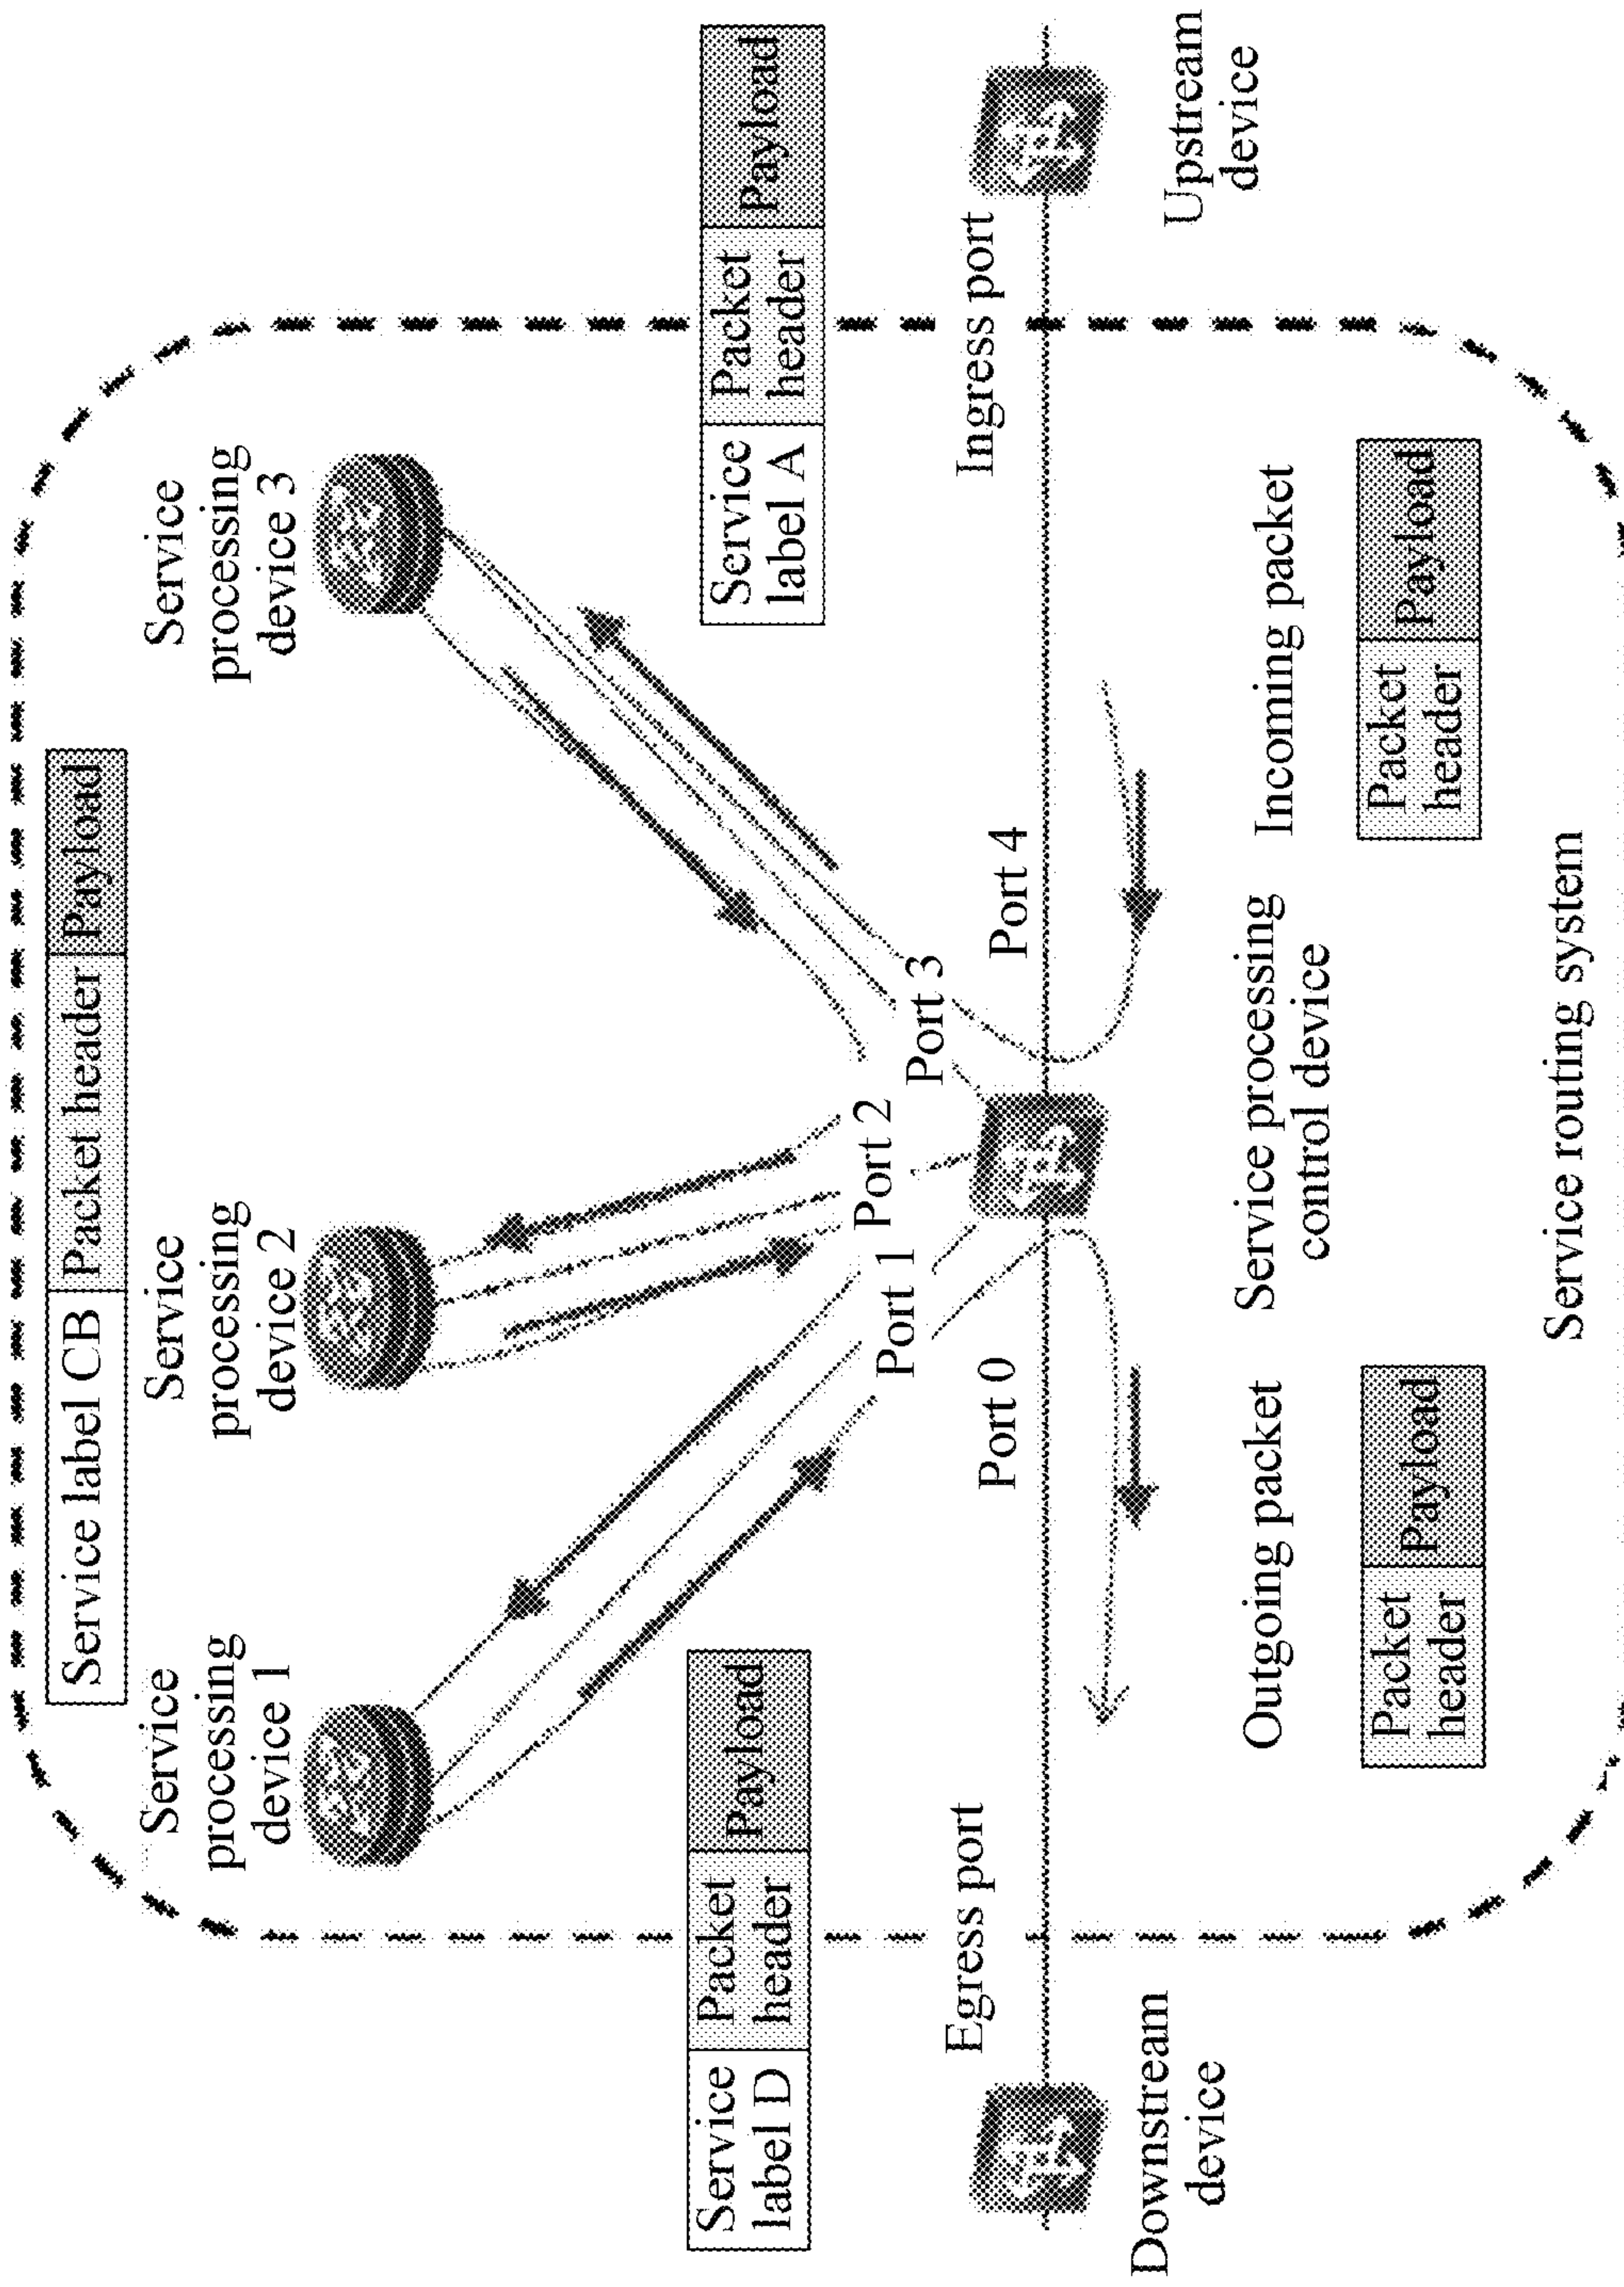 Service label CB
Packet header
Payload
Service
processing
device 1
Service
processing
device 2
Service
processing
device 3
Service
label D
Packet
header
Payload
Service
label A
Packet
header
Payload
Port 1
Port 2
Port 3
Egress port
Port 0
Port 4
Ingress port
Downstream
device
Outgoing packet
Service processing
control device
Incoming packet
Upstream
device
Packet
header
Payload
Packet
header
Payload
Service routing system